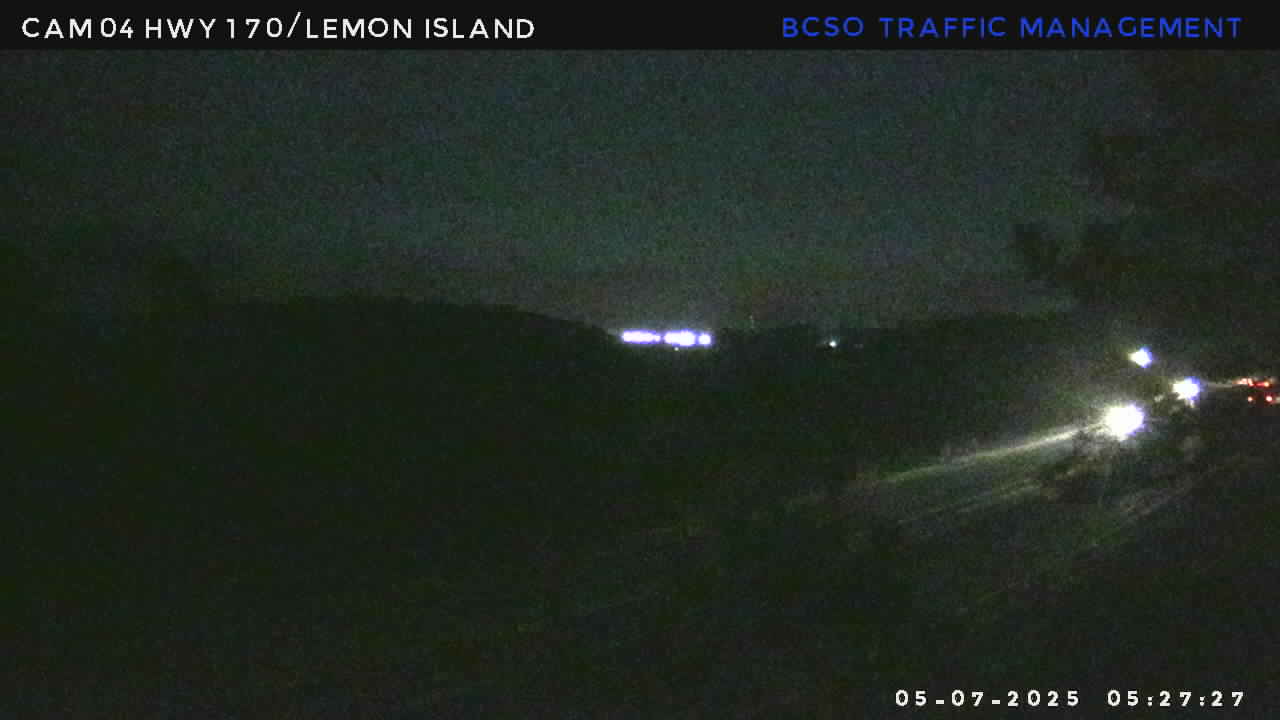 CAM04 HWY 170/LEMON ISLAND
BCSO TRAFFIC MANAGEMENT
05-07-2025 05:27:27